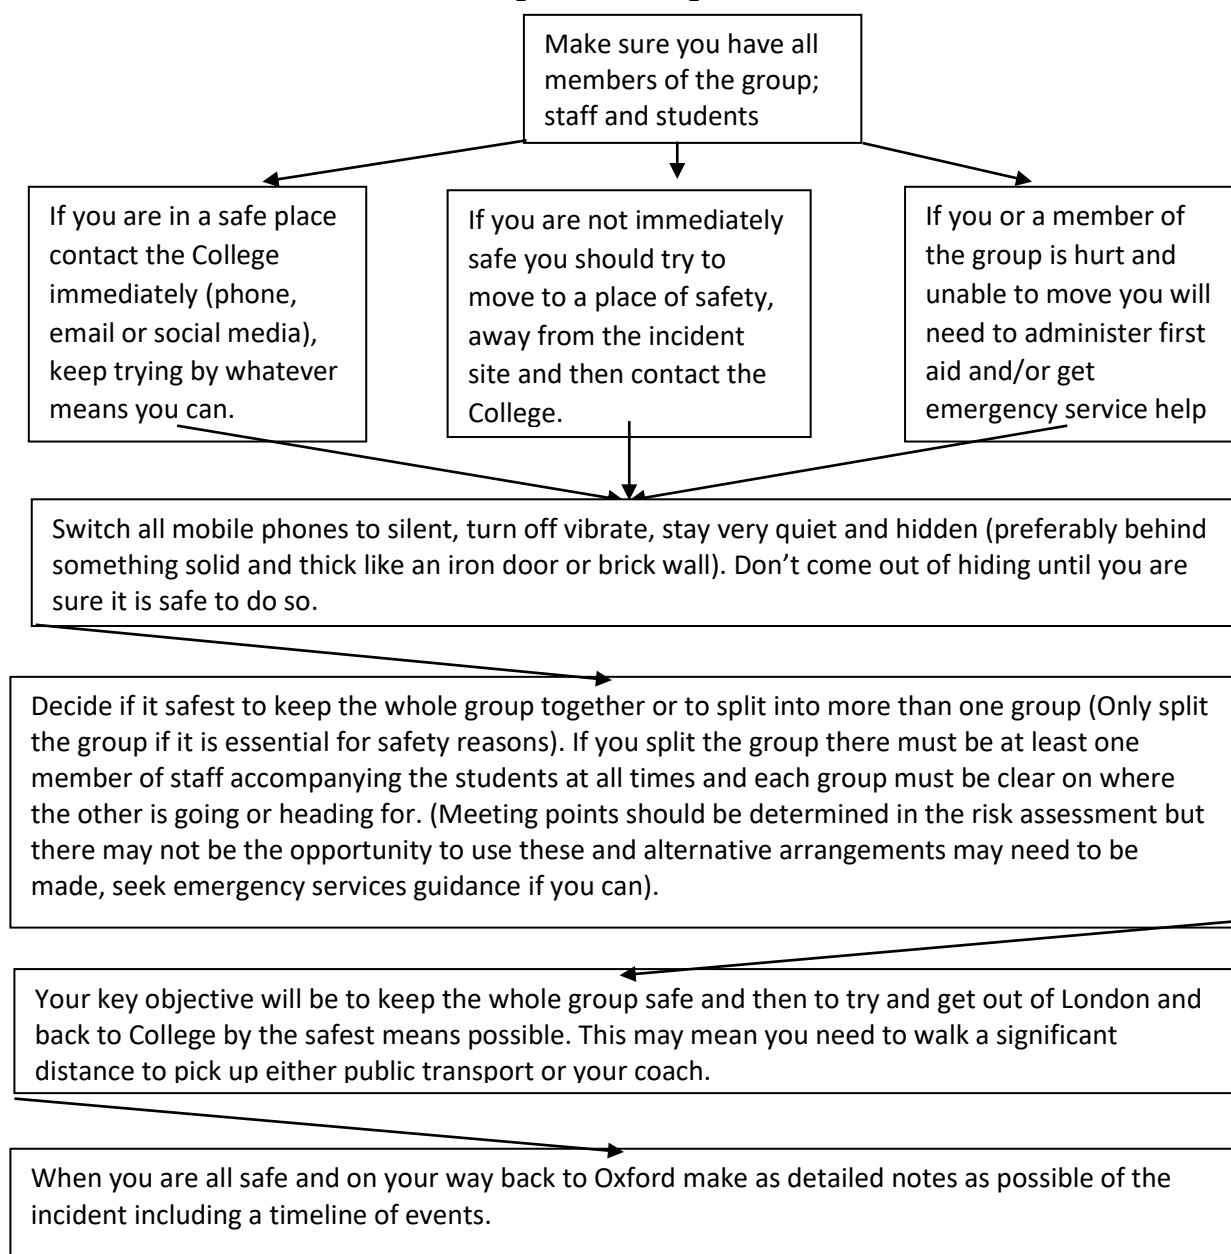 Make sure you have all
members of the group;
staff and students
If you are in a safe place
contact the College
immediately (phone,
email or social media),
keep trying by whatever
means you can.
If you are not immediately
safe you should try to
move to a place of safety,
away from the incident
site and then contact the
College.
If you or a member of
the group is hurt and
unable to move you will
need to administer first
aid and/or get
emergency service help
Switch all mobile phones to silent, turn off vibrate, stay very quiet and hidden (preferably behind
something solid and thick like an iron door or brick wall). Don’t come out of hiding until you are
sure it is safe to do so.
Decide if it safest to keep the whole group together or to split into more than one group (Only split
the group if it is essential for safety reasons). If you split the group there must be at least one
member of staff accompanying the students at all times and each group must be clear on where
the other is going or heading for. (Meeting points should be determined in the risk assessment but
there may not be the opportunity to use these and alternative arrangements may need to be
made, seek emergency services guidance if you can).
Your key objective will be to keep the whole group safe and then to try and get out of London and
back to College by the safest means possible. This may mean you need to walk a significant
distance to pick up either public transport or your coach.
When you are all safe and on your way back to Oxford make as detailed notes as possible of the
incident including a timeline of events.